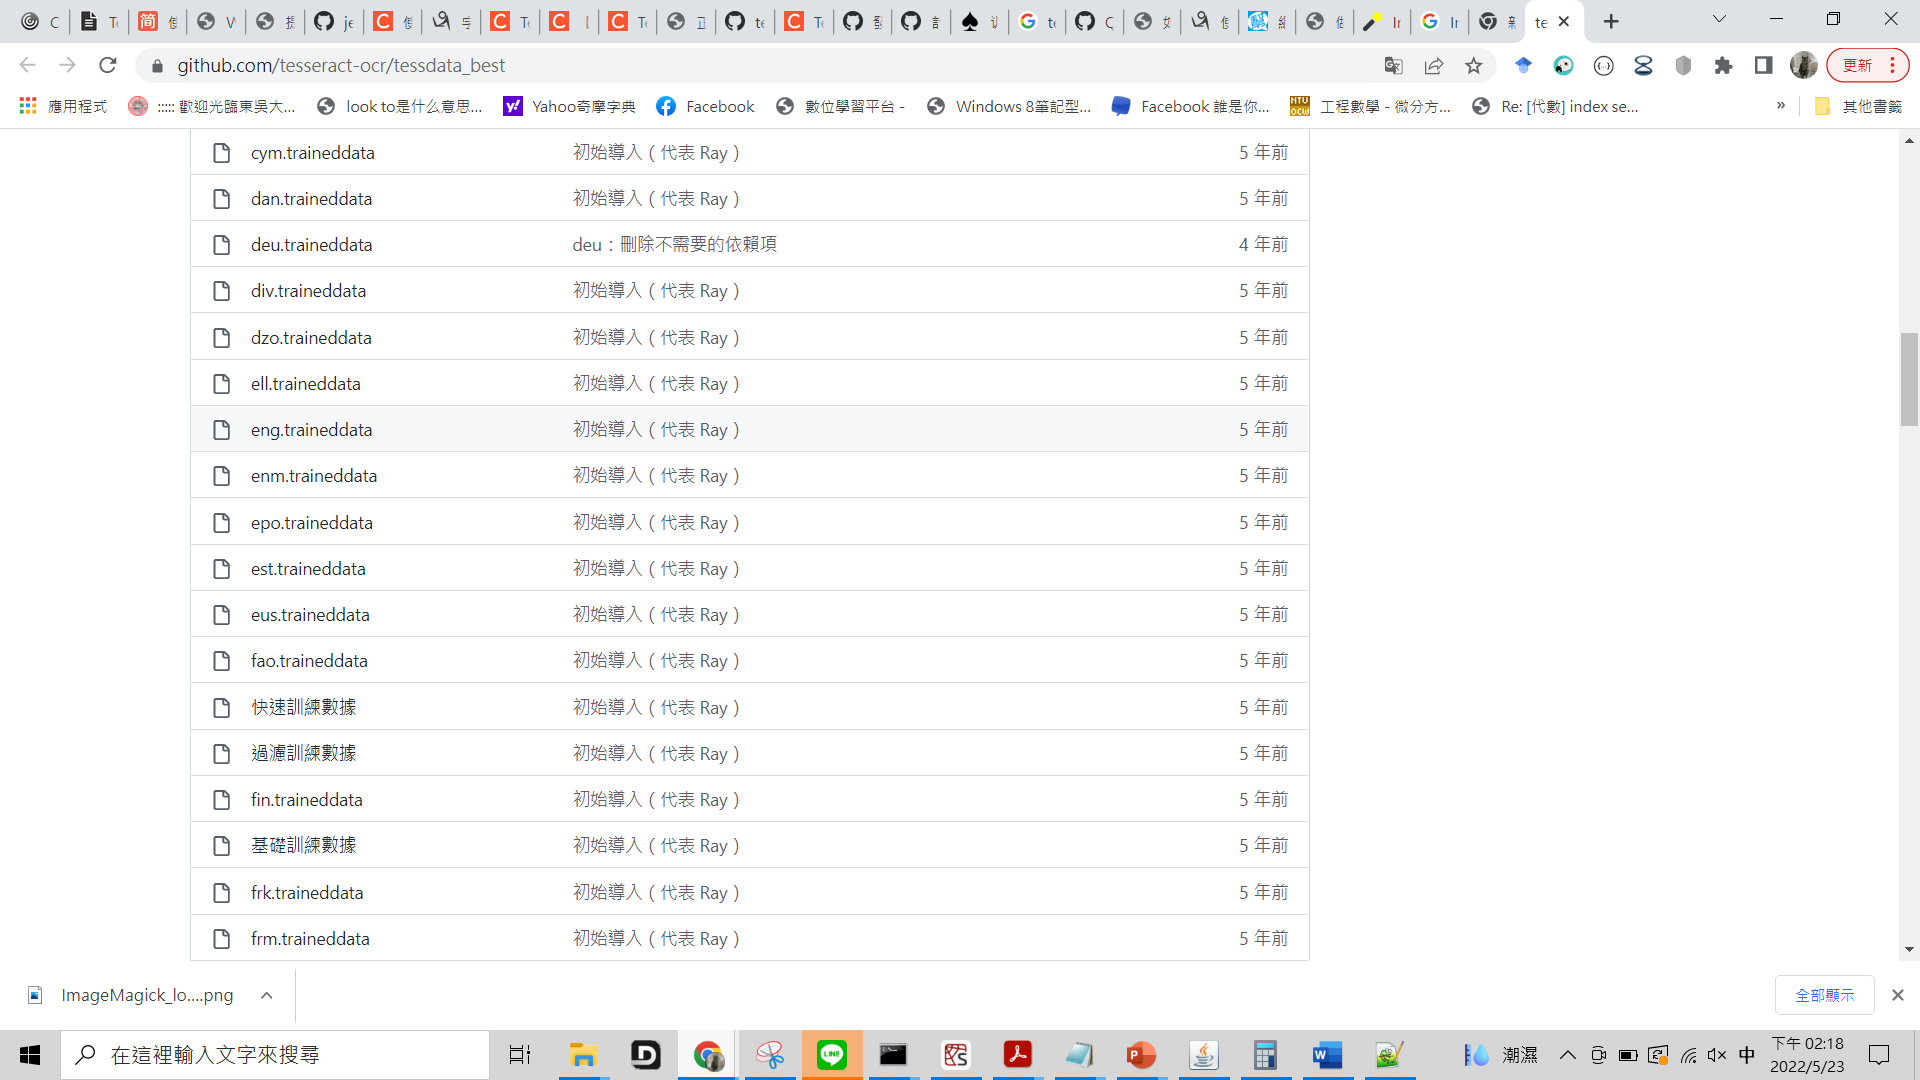 github.com/tesseract-ocr/tessdata_best
更新
應用程式
::::: 歡迎光臨東吳大...
look to是什么意思...
Yahoo奇摩字典
Facebook
數位學習平台 -
Windows 8筆記型...
Facebook 誰是你...
工程數學 - 微分方...
Re: [代數] index se...
»
其他書籤
cym.traineddata 初始導入（代表 Ray） 5 年前
dan.traineddata 初始導入（代表 Ray） 5 年前
deu.traineddata deu：刪除不需要的依賴項 4 年前
div.traineddata 初始導入（代表 Ray） 5 年前
dzo.traineddata 初始導入（代表 Ray） 5 年前
ell.traineddata 初始導入（代表 Ray） 5 年前
eng.traineddata 初始導入（代表 Ray） 5 年前
enm.traineddata 初始導入（代表 Ray） 5 年前
epo.traineddata 初始導入（代表 Ray） 5 年前
est.traineddata 初始導入（代表 Ray） 5 年前
eus.traineddata 初始導入（代表 Ray） 5 年前
fao.traineddata 初始導入（代表 Ray） 5 年前
快速訓練數據 初始導入（代表 Ray） 5 年前
過濾訓練數據 初始導入（代表 Ray） 5 年前
fin.traineddata 初始導入（代表 Ray） 5 年前
基礎訓練數據 初始導入（代表 Ray） 5 年前
frk.traineddata 初始導入（代表 Ray） 5 年前
frm.traineddata 初始導入（代表 Ray） 5 年前
ImageMagick_lo....png
全部顯示
在這裡輸入文字來搜尋
潮濕
中
下午 02:18
2022/5/23